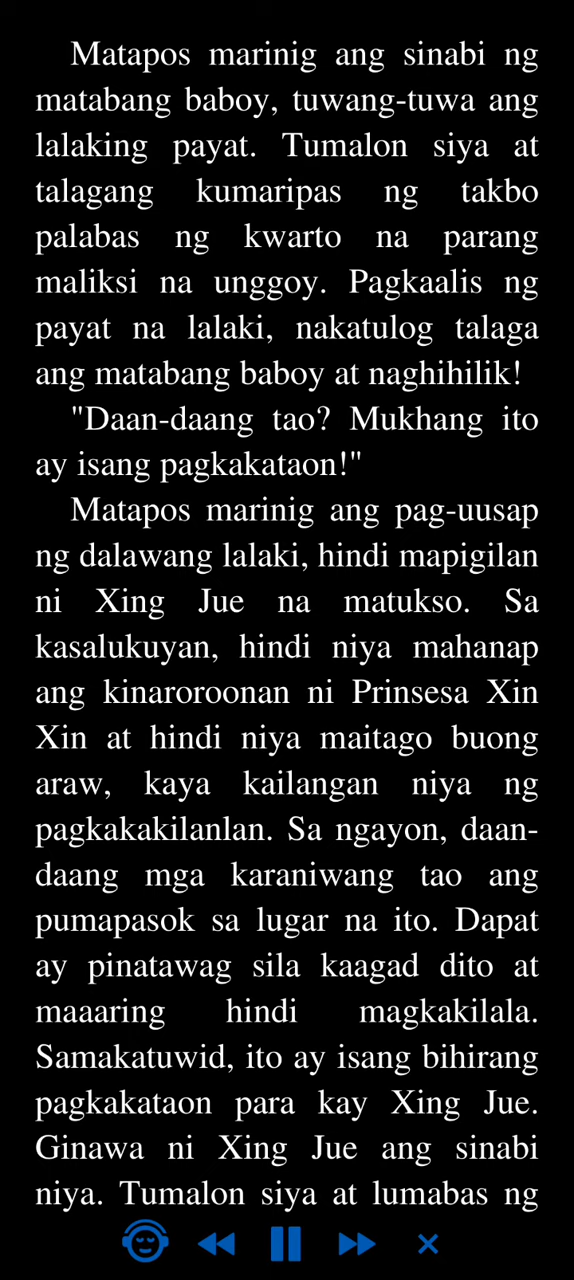 Matapos marinig ang sinabi ng
matabang baboy, tuwang-tuwa ang
lalaking payat. Tumalon siya at
talagang kumaripas ng takbo
palabas ng kwarto na parang
maliksi na unggoy. Pagkaalis ng
payat na lalaki, nakatulog talaga
ang matabang baboy at naghihilik!
"Daan-daang tao? Mukhang ito
ay isang pagkakataon!"
Matapos marinig ang pag-uusap
ng dalawang lalaki, hindi mapigilan
ni Xing Jue na matukso. Sa
kasalukuyan, hindi niya mahanap
ang kinaroroonan ni Prinsesa Xin
Xin at hindi niya maitago buong
araw, kaya kailangan niya ng
pagkakakilanlan. Sa ngayon, daan-
daang mga karaniwang tao ang
pumapasok sa lugar na ito. Dapat
ay pinatawag sila kaagad dito at
maaaring hindi magkakilala.
Samakatuwid, ito ay isang bihirang
pagkakataon para kay Xing Jue.
Ginawa ni Xing Jue ang sinabi
niya. Tumalon siya at lumabas ng